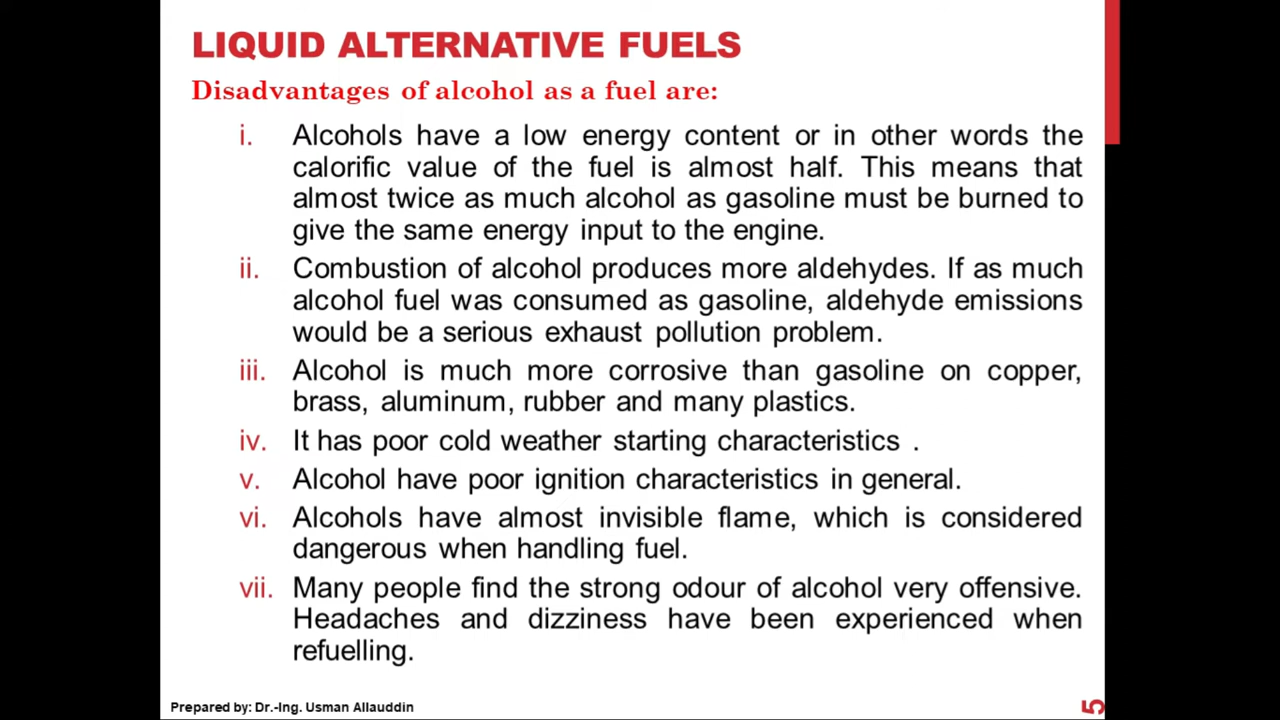 LIQUID ALTERNATIVE FUELS
Disadvantages of alcohol as a fuel are:
i. Alcohols have a low energy content or in other words the
calorific value of the fuel is almost half. This means that
almost twice as much alcohol as gasoline must be burned to
give the same energy input to the engine.
ii. Combustion of alcohol produces more aldehydes. If as much
alcohol fuel was consumed as gasoline, aldehyde emissions
would be a serious exhaust pollution problem.
iii. Alcohol is much more corrosive than gasoline on copper,
brass, aluminum, rubber and many plastics.
iv. It has poor cold weather starting characteristics .
v. Alcohol have poor ignition characteristics in general.
vi. Alcohols have almost invisible flame, which is considered
dangerous when handling fuel.
vii. Many people find the strong odour of alcohol very offensive.
Headaches and dizziness have been experienced when
refuelling.
Prepared by: Dr.-Ing. Usman Allauddin
5